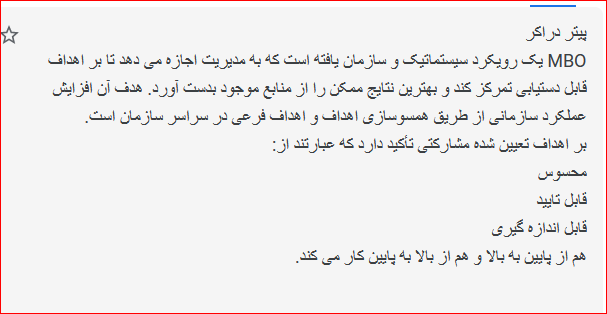 پیتر دراکر
MBO یک رویکرد سیستماتیک و سازمان یافته است که به مدیریت اجازه می دهد تا بر اهداف
قابل دستیابی تمرکز کند و بهترین نتایج ممکن را از منابع موجود بدست آورد. هدف آن افزایش
عملکرد سازمانی از طریق همسوسازی اهداف و اهداف فرعی در سراسر سازمان است.
بر اهداف تعیین شده مشارکتی تأکید دارد که عبارتند از:
محسوس
قابل تایید
قابل اندازه گیری
هم از پایین به بالا و هم از بالا به پایین کار می کند.